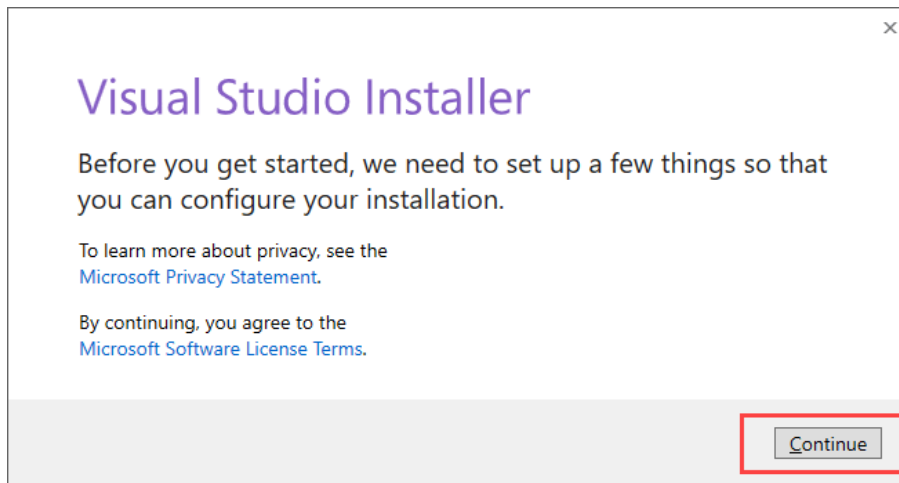 Visual Studio Installer
Before you get started, we need to set up a few things so that
you can configure your installation.
To learn more about privacy, see the
Microsoft Privacy Statement.
By continuing, you agree to the
Microsoft Software License Terms.
Continue